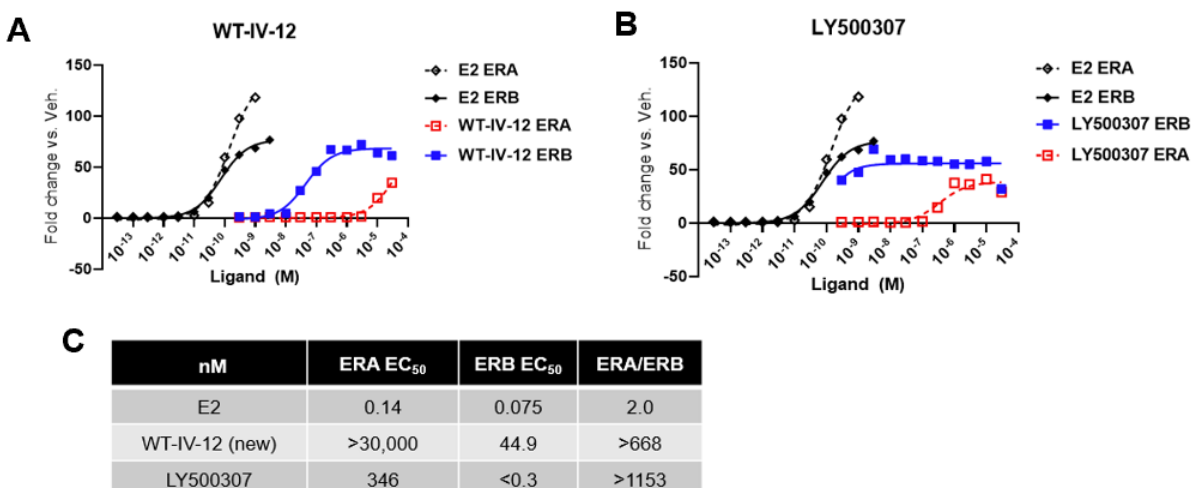 A
WT-IV-12
Fold change vs. Veh.
150
100
50
0
-50
10-13
10-12
10-11
10-10
10-9
10-8
10-7
10-6
10-5
10-4
Ligand (M)
E2 ERA
E2 ERB
WT-IV-12 ERA
WT-IV-12 ERB
B
LY500307
Fold change vs. Veh.
150
100
50
0
-50
10-13
10-12
10-11
10-10
10-9
10-8
10-7
10-6
10-5
10-4
Ligand (M)
E2 ERA
E2 ERB
LY500307 ERB
LY500307 ERA
C
nM ERA EC50 ERB EC50 ERA/ERB
E2 0.14 0.075 2.0
WT-IV-12 (new) >30,000 44.9 >668
LY500307 346 <0.3 >1153